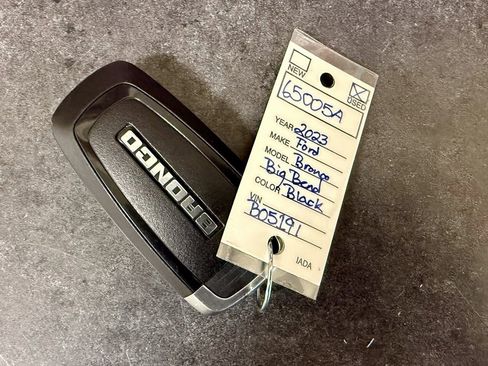 NEW
USED
65005A
YEAR 2023
MAKE Ford
MODEL Bronco
Big Bend
COLOR Black
VIN
B05191
IADA
BRONCO